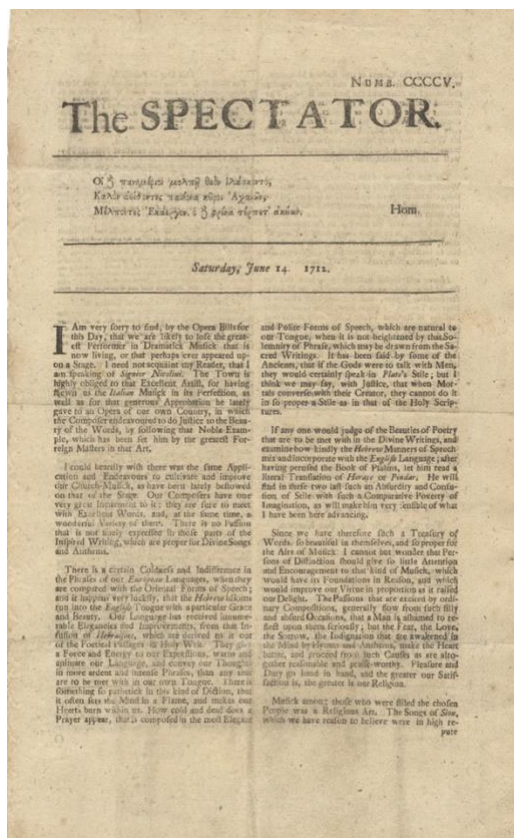 NUMB. CCCCV.
The SPECTATOR.
Οἱ ἢ πανημέριοι μολπῇ θεὸν ἱλάσκοντο,
Καλὸν ἀείδοντες παιήονα κȣ͂ροι Ἀχαιῶν,
Μέλποντες Ἑκάεργον. ὁ ἢ φρένα τέρπετ' ἀκȣ́ων. Hom.
Saturday, June 14. 1712.
I Am very sorry to find, by the Opera Bills for
this Day, that we are likely to lose the great-
est Performer in Dramatick Musick that is
now living, or that perhaps ever appeared up-
on a Stage. I need not acquaint my Reader, that I
am speaking of Signior Nicolini. The Town is
highly obliged to that Excellent Artist, for having
shewn us the Italian Musick in its Perfection, as
well as for that generous Approbation he lately
gave to an Opera of our own Country, in which
the Composer endeavoured to do Justice to the Beau-
ty of the Words, by following that Noble Exam-
ple, which has been set him by the greatest For-
reign Masters in that Art.
I could heartily wish there was the same Appli-
cation and Endeavours to cultivate and improve
our Church-Musick, as have been lately bestowed
on that of the Stage. Our Composers have one
very great Incitement to it: they are sure to meet
with Excellent Words, and, at the same time, a
wonderful Variety of them. There is no Passion
that is not finely expressed in those parts of the
Inspired Writing, which are proper for Divine Songs
and Anthems.
There is a certain Coldness and Indifference in
the Phrases of our European Languages, when they
are compared with the Oriental Forms of Speech;
and it happens very luckily, that the Hebrew Idioms
run into the English Tongue with a particular Grace
and Beauty. Our Language has received innume-
rable Elegancies and Improvements, from that In-
fusion of Hebraisms, which are derived to it out
of the Poetical Passages in Holy Writ. They give
a Force and Energy to our Expressions, warm and
animate our Language, and convey our Thoughts
in more ardent and intense Phrases, than any that
are to be met with in our own Tongue. There is
something so pathetick in this kind of Diction, that
it often sets the Mind in a Flame, and makes our
Hearts burn within us. How cold and dead does a
Prayer appear, that is composed in the most Elegant
and Polite Forms of Speech, which are natural to
our Tongue, when it is not heightned by that So-
lemnity of Phrase, which may be drawn from the Sa-
cred Writings. It has been said by some of the
Ancients, that if the Gods were to talk with Men,
they would certainly speak in Plato's Stile; but I
think we may say, with Justice, that when Mor-
tals converse with their Creator, they cannot do it
in so proper a Stile as in that of the Holy Scrip-
tures.
If any one would judge of the Beauties of Poetry
that are to be met with in the Divine Writings, and
examine how kindly the Hebrew Manners of Speech
mix and incorporate with the English Language; after
having perused the Book of Psalms, let him read a
literal Translation of Horace or Pindar. He will
find in these two last such an Absurdity and Confu-
sion of Stile with such a Comparative Poverty of
Imagination, as will make him very sensible of what
I have been here advancing.
Since we have therefore such a Treasury of
Words, so beautiful in themselves, and so proper for
the Airs of Musick, I cannot but wonder that Per-
sons of Distinction should give so little Attention
and Encouragement to that kind of Musick, which
would have its Foundations in Reason, and which
would improve our Virtue in proportion as it raised
our Delight. The Passions that are excited by ordi-
nary Compositions, generally flow from such silly
and absurd Occasions, that a Man is ashamed to re-
flect upon them seriously; but the Fear, the Love,
the Sorrow, the Indignation that are awakened in
the Mind by Hymns and Anthems, make the Heart
better, and proceed from such Causes as are alto-
gether reasonable and praise-worthy. Pleasure and
Duty go hand in hand, and the greater our Satis-
faction is, the greater is our Religion.
Musick among those who were stiled the chosen
People was a Religious Art. The Songs of Sion,
which we have reason to believe were in high re-
pute